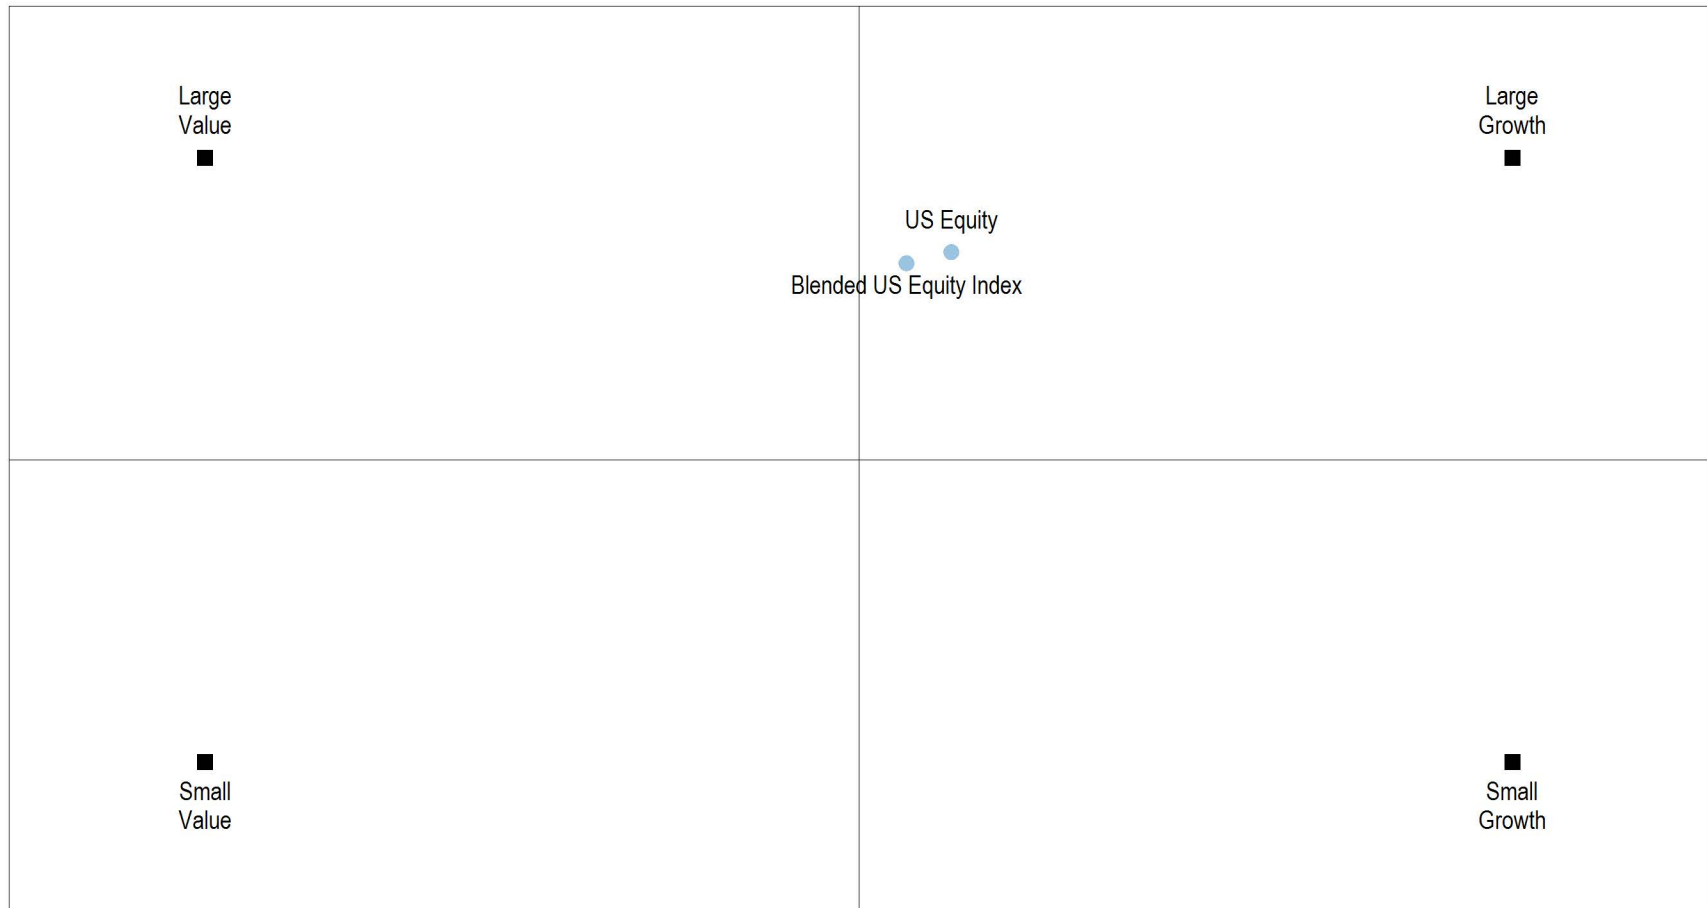 Large
Value
Large
Growth
US Equity
Blended US Equity Index
Small
Value
Small
Growth